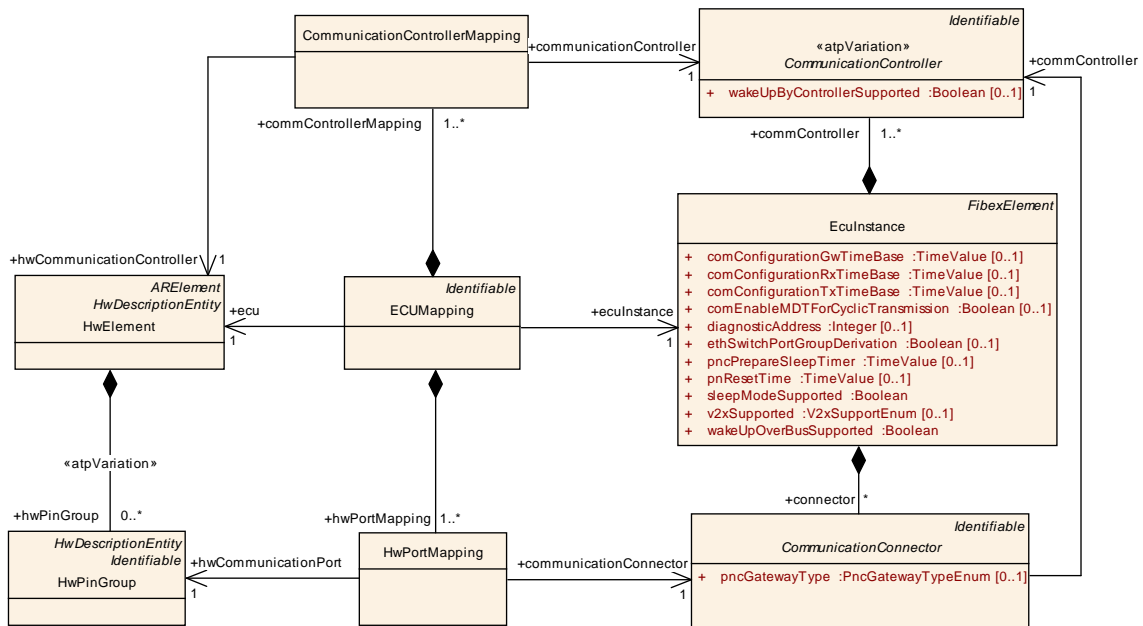 CommunicationControllerMapping
+communicationController
1
Identifiable
«atpVariation»
CommunicationController
+ wakeUpByControllerSupported :Boolean [0..1]
+commController
1
+commControllerMapping 1..*
+commController 1..*
+hwCommunicationController 1
ARElement
HwDescriptionEntity
HwElement
+ecu
1
Identifiable
ECUMapping
+ecuInstance
1
FibexElement
EcuInstance
+ comConfigurationGwTimeBase :TimeValue [0..1]
+ comConfigurationRxTimeBase :TimeValue [0..1]
+ comConfigurationTxTimeBase :TimeValue [0..1]
+ comEnableMDTForCyclicTransmission :Boolean [0..1]
+ diagnosticAddress :Integer [0..1]
+ ethSwitchPortGroupDerivation :Boolean [0..1]
+ pncPrepareSleepTimer :TimeValue [0..1]
+ pnResetTime :TimeValue [0..1]
+ sleepModeSupported :Boolean
+ v2xSupported :V2xSupportEnum [0..1]
+ wakeUpOverBusSupported :Boolean
«atpVariation»
+hwPinGroup 0..*
+hwPortMapping 1..*
+connector *
HwDescriptionEntity
Identifiable
HwPinGroup
+hwCommunicationPort
1
HwPortMapping
+communicationConnector
1
Identifiable
CommunicationConnector
+ pncGatewayType :PncGatewayTypeEnum [0..1]